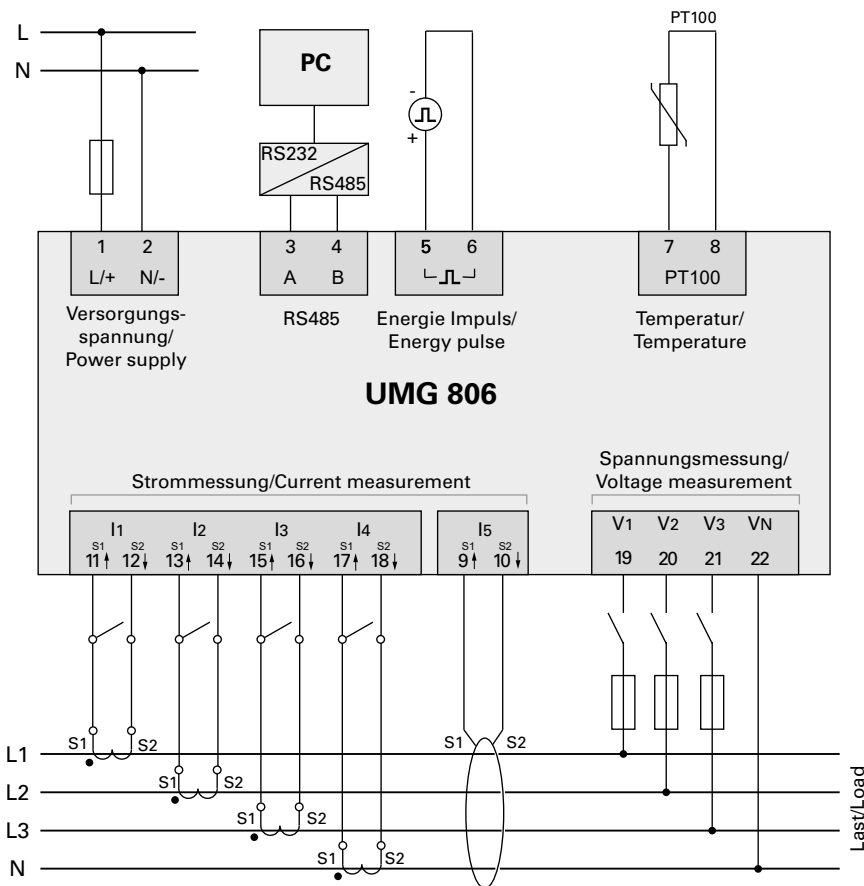 L
N
PC
RS232
RS485
-
+
PT100
1 2
L/+ N/-
3 4
A B
5 6
7 8
PT100
Versorgungs-
spannung/
Power supply
RS485
Energie Impuls/
Energy pulse
Temperatur/
Temperature
UMG 806
Strommessung/Current measurement
Spannungsmessung/
Voltage measurement
I1 I2 I3 I4 I5
S1 S2 S1 S2 S1 S2 S1 S2 S1 S2
11 12 13 14 15 16 17 18 9 10
V1 V2 V3 VN
19 20 21 22
L1 S1 S2 S1 S2
L2 S1 S2
L3 S1 S2
N S1 S2
Last/Load